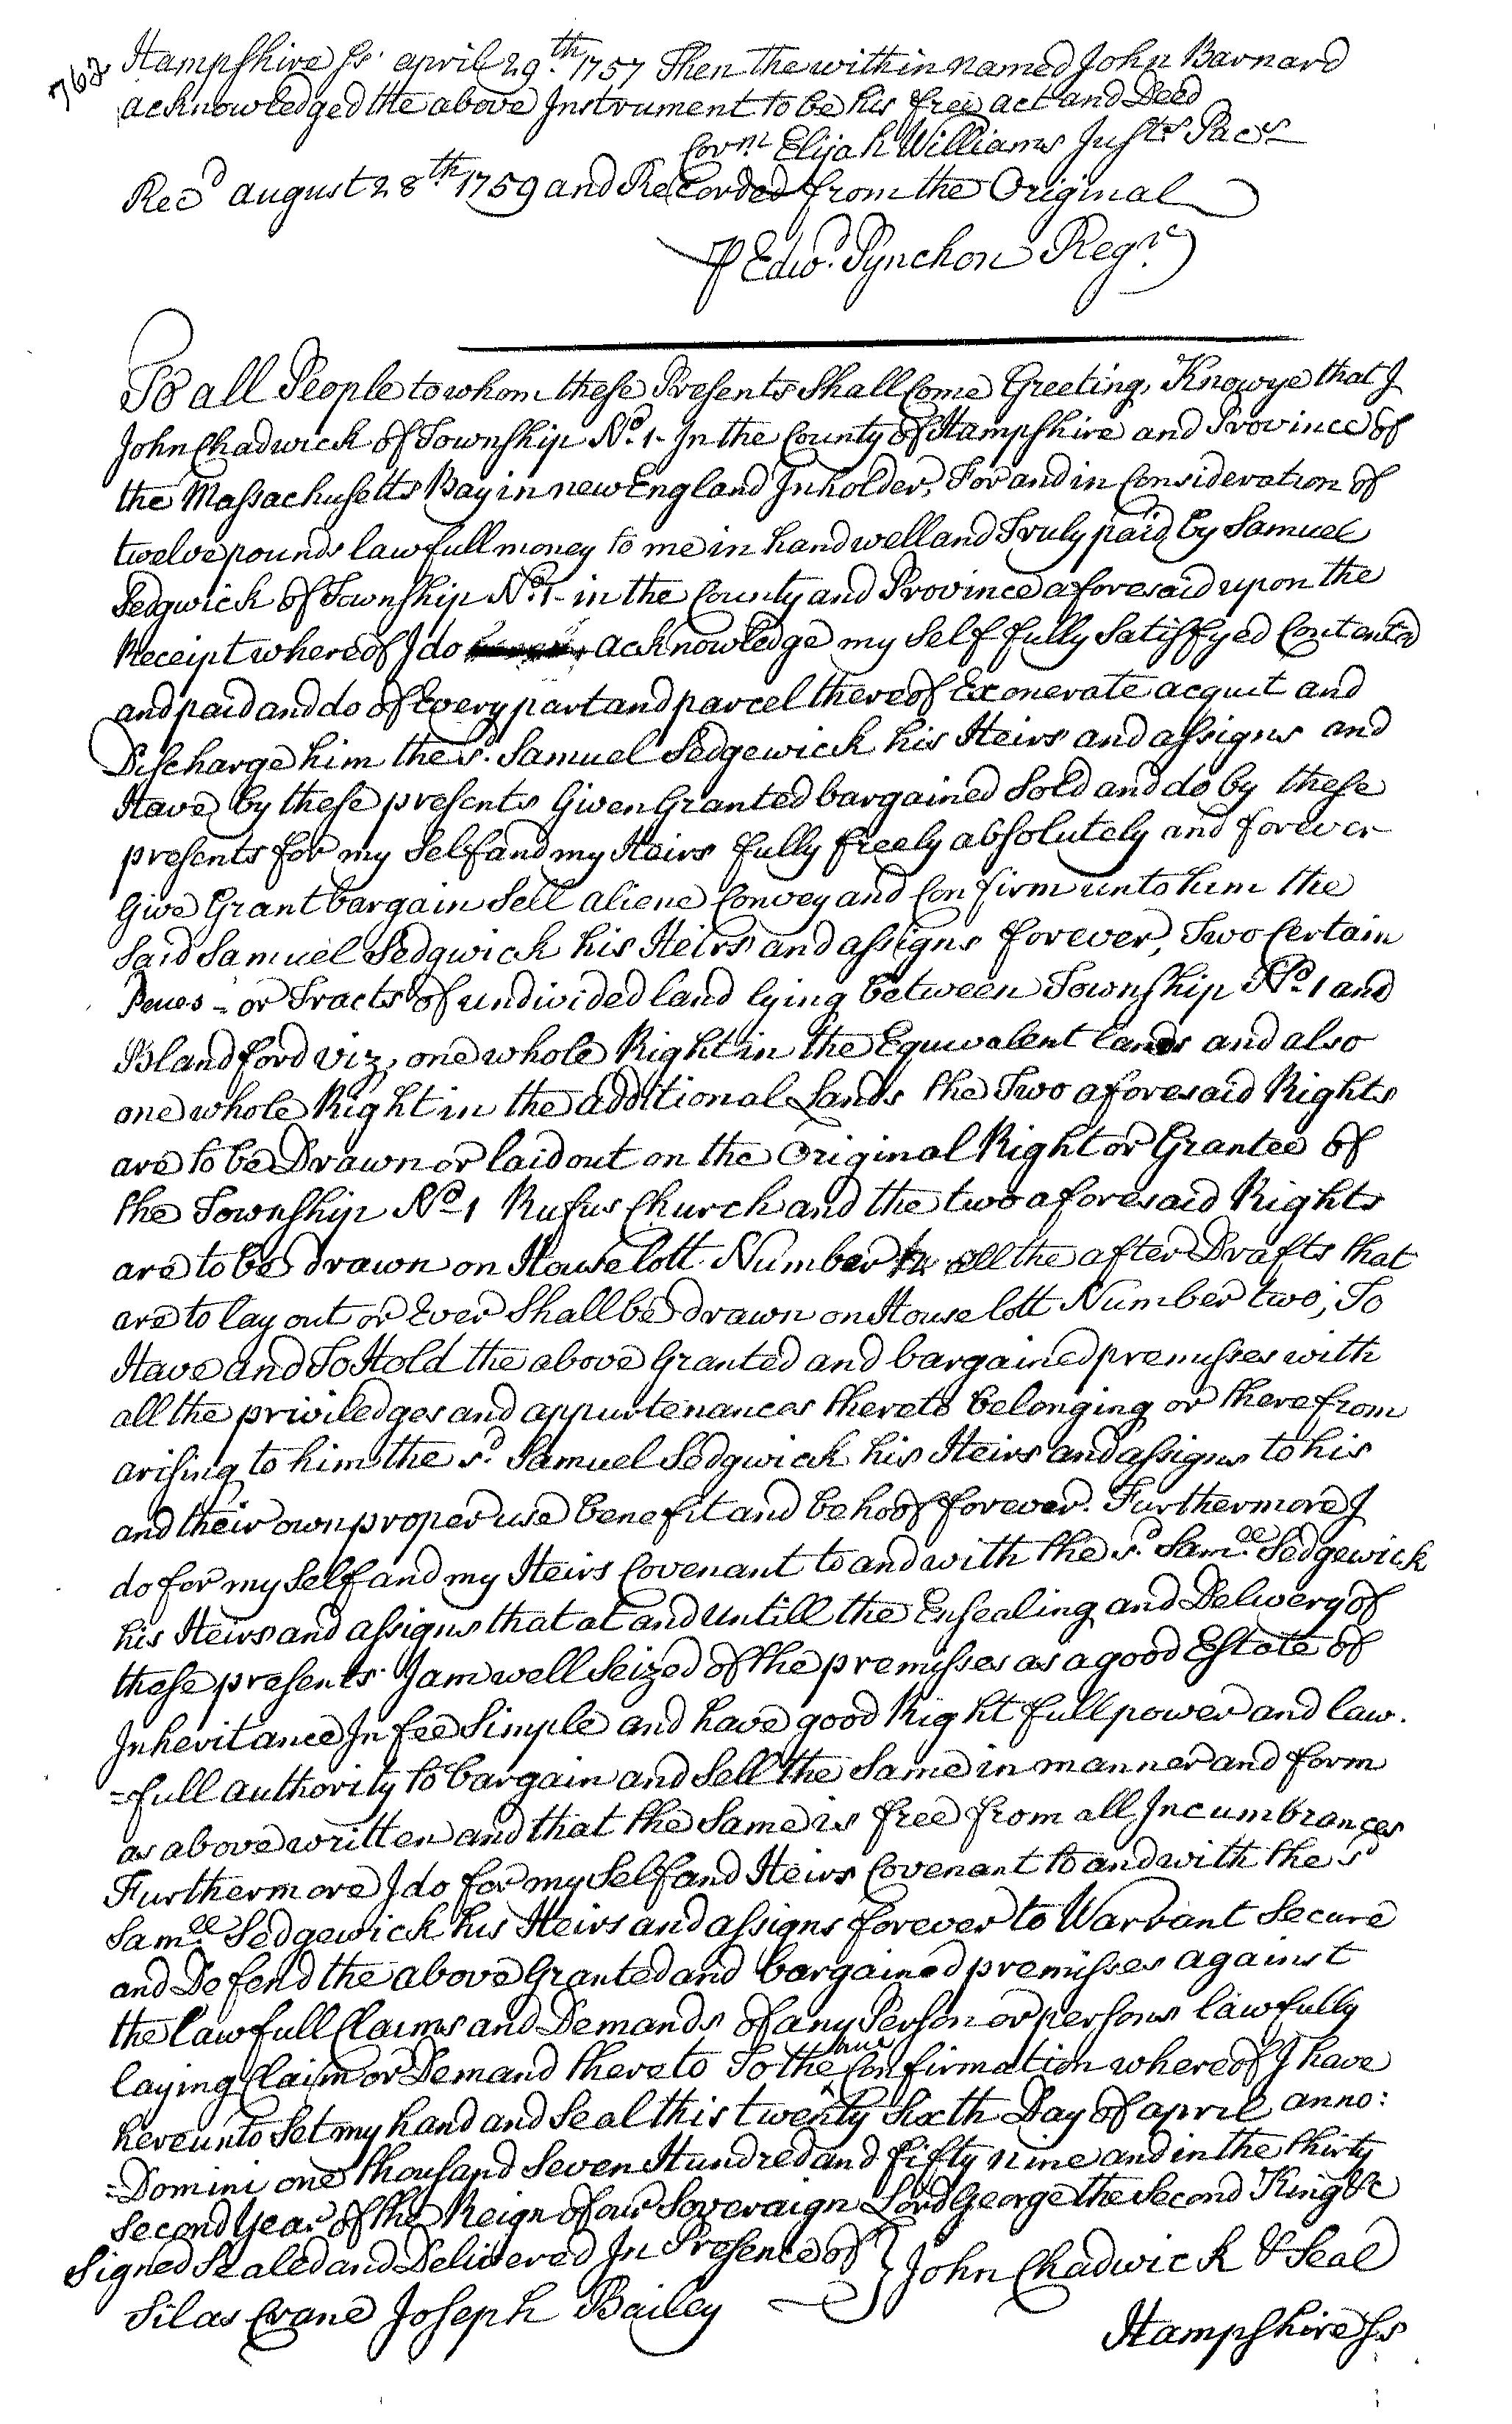 762
Hampshire ss. april 29th. 1757 Then the within named John Barnard
acknowledged the above Instrument to be his free act and Deed
Corm Elijah Williams Justs Pacs
Recd august 28th. 1759 and Recorded from the Original
⅌ Edwd. Pynchon Regr.
To all People to whom these Presents Shall Come Greeting, Know ye that I
John Chadwick of Township No. 1 - In the County of Hampshire and Province of
the Massachusetts Bay in new England Inholder, For and in Consideration of
twelve pounds lawfull money to me in hand well and Truly paid by Samuel
Sedgwick of Township No. 1 - in the County and Province aforesaid upon the
Receipt whereof I do acknowledge my Self fully Satisfyed Contented
and paid and do of Every part and parcel thereof Exonerate acquit and
Discharge him the sd. Samuel Sedgewick his Heirs and assigns and
Have by these presents Given Granted bargained Sold and do by these
presents for my Self and my Heirs fully freely absolutely and forever
Give Grant bargain Sell aliene Convey and Confirm unto him the
Said Samuel Sedgwick his Heirs and assigns forever, Two Certain
Peices - or Tracts of undivided land lying between Township No. 1 and
Blandford viz, one whole Right in the Equivalent lands and also
one whole Right in the additional Lands the Two aforesaid Rights
are to be Drawn or laid out on the Original Right or Grantee of
the Township No 1 Rufus Church and the two aforesaid Rights
are to be drawn on House lott Number all the after Drafts that
are to lay out or Ever Shall be drawn on House lott Number two, To
Have and To Hold the above Granted and bargained premisses with
all the priviledges and appurtenances thereto belonging or therefrom
arising to him the sd. Samuel Sedgwick his Heirs and assigns to his
and their own proper use benefit and behoof forever. Furthermore I
do for my Self and my Heirs Covenant to and with the sd. Samll. Sedgewick
his Heirs and assigns that at and untill the Ensealing and Delivery of
these presents I am well Seized of the premisses as a good Estate of
Inheritance In fee Simple and have good Right full power and law.
=full authority to bargain and Sell the Same in manner and form
as above written and that the Same is free from all Incumbrances
Furthermore I do for my Self and Heirs Covenant to and with the sd
Samll. Sedgewick his Heirs and assigns forever to Warrant Secure
and Defend the above Granted and bargained premisses against
the lawfull Claims and Demands of any Person or persons lawfully
laying Claim or Demand thereto To the true Confirmation whereof I have
hereunto Set my hand and Seal this twenty Sixth Day of april anno:
=Domini one thousand Seven Hundred and fifty nine and in the thirty
Second Year of the Reign of our Sovereign Lord George the Second King &c
Signed Sealed and Delivered In Presence of } John Chadwick & Seal
Silas Crane Joseph Bailey
Hampshire ss